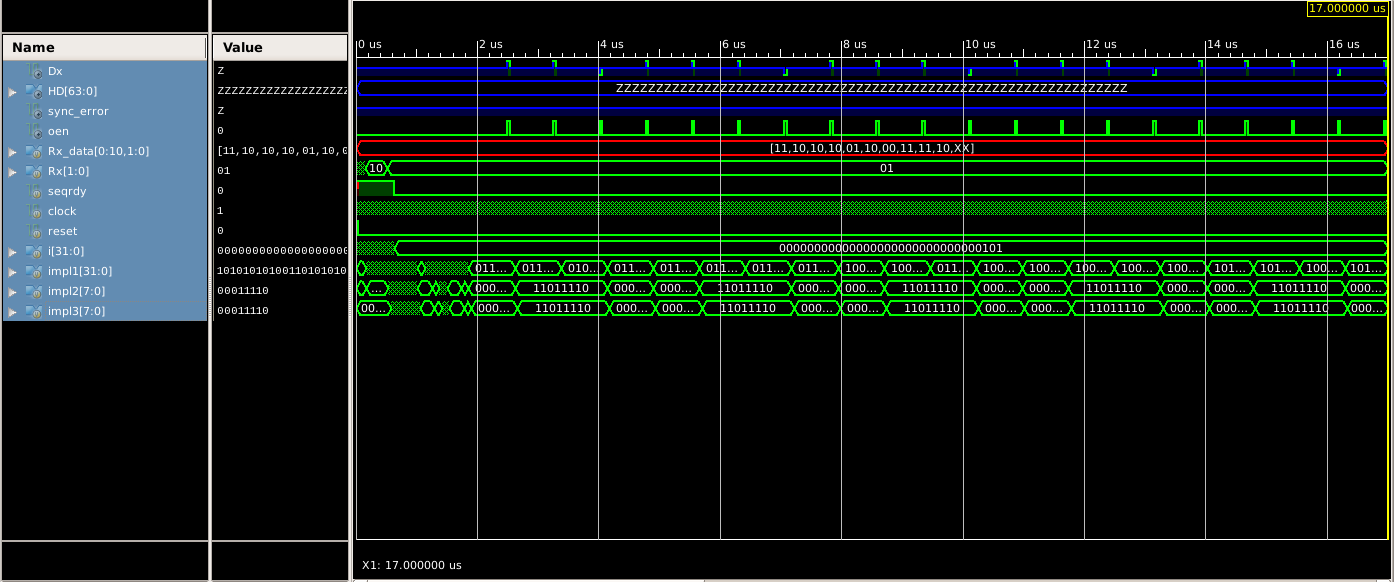 17.000000 us
Name Value 0 us 2 us 4 us 6 us 8 us 10 us 12 us 14 us 16 us
Dx Z
HD[63:0] ZZZZZZZZZZZZZZZZZZZ
sync_error Z
oen 0
Rx_data[0:10,1:0] [11,10,10,10,01,10,0 [11,10,10,10,01,10,00,11,11,10,XX]
Rx[1:0] 01 10 01
seqrdy 0
clock 1
reset 0
i[31:0] 00000000000000000000000000000101
impl1[31:0] 1010101010011010101 011... 011... 010... 011... 011... 011... 011... 011... 100... 100... 011... 100... 100... 100... 100... 100... 101... 101... 100... 101...
impl2[7:0] 00011110 ... 000... 11011110 000... 000... 11011110 000... 000... 11011110 000... 000... 11011110 000... 000... 11011110 000...
impl3[7:0] 00011110 00... 000... 11011110 000... 000... 11011110 000... 000... 11011110 000... 000... 11011110 000... 000... 11011110 000...
X1: 17.000000 us